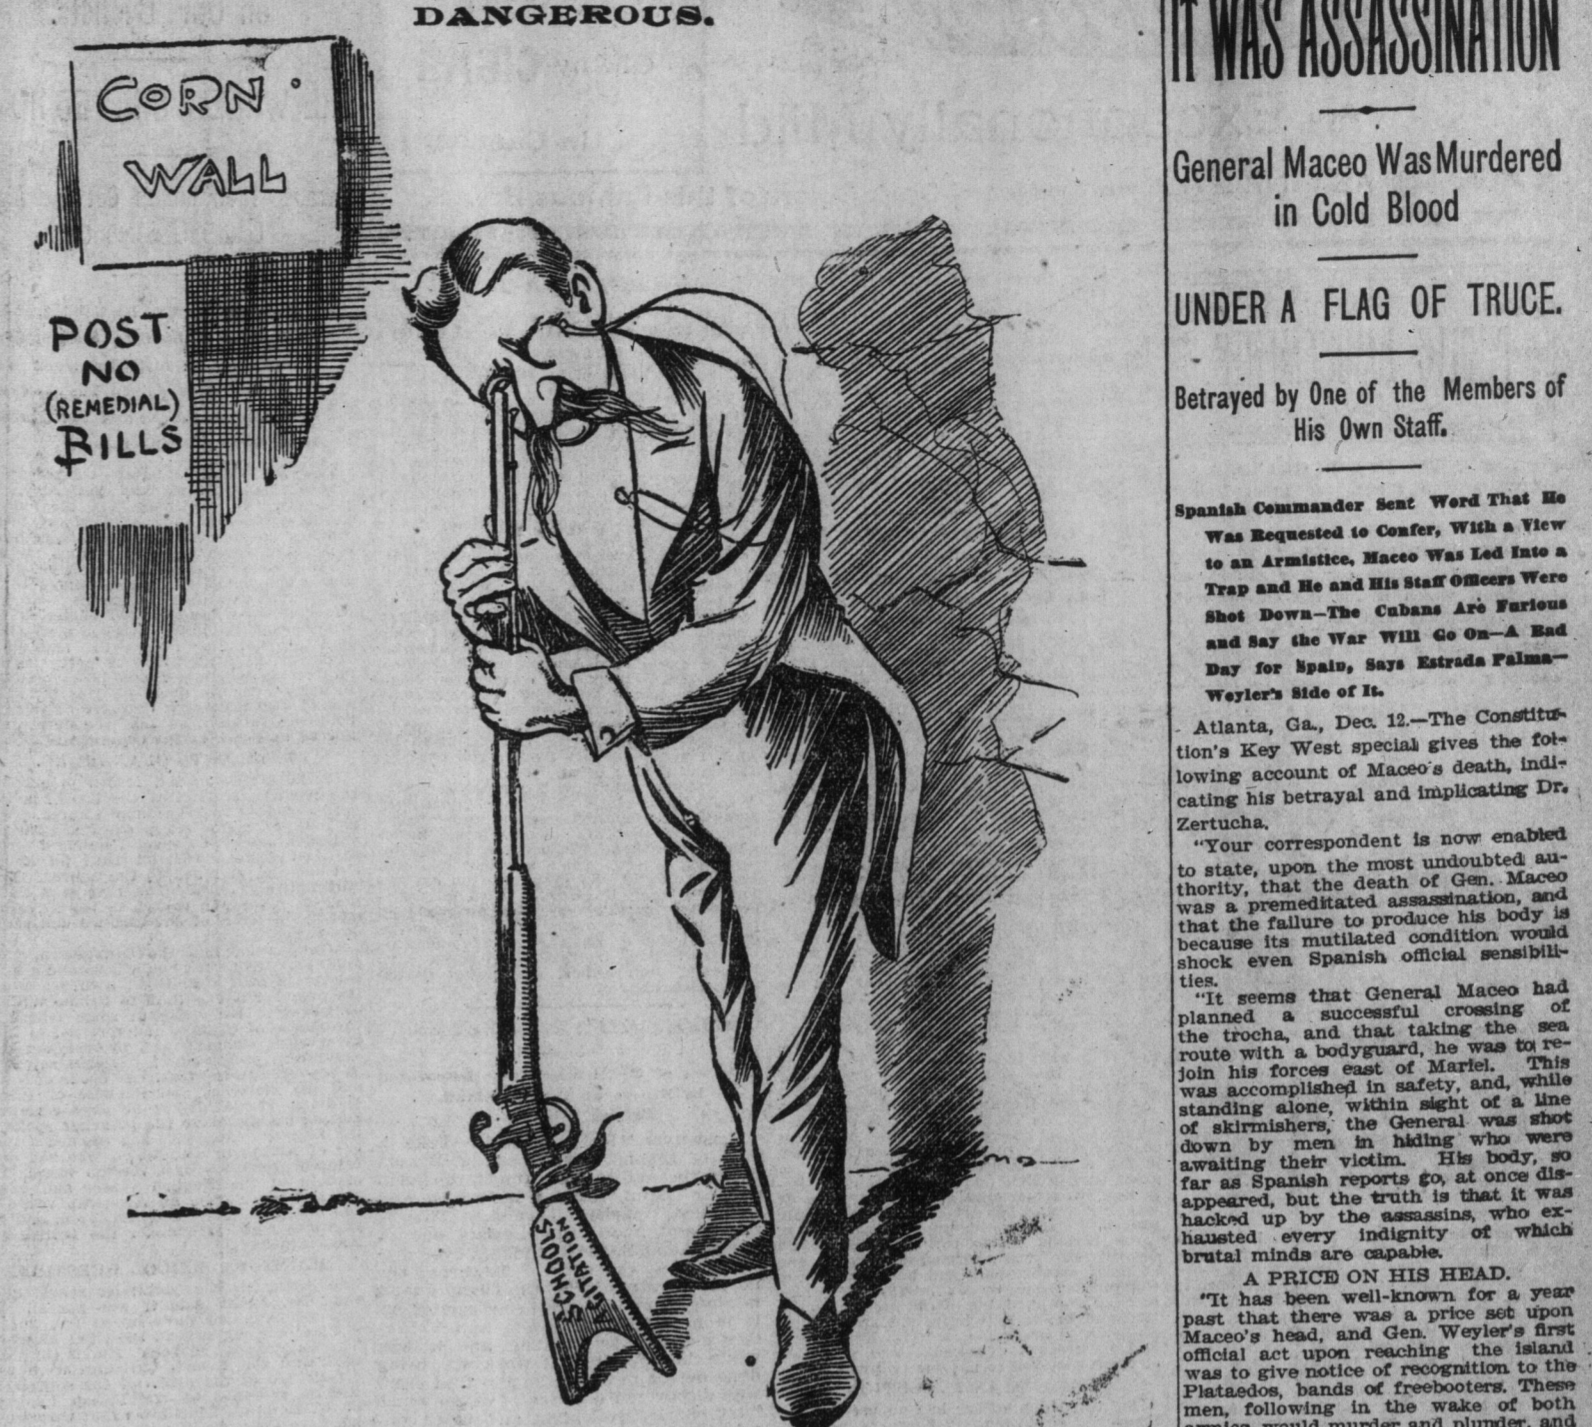 DANGEROUS.
CORN.
WALL
POST
NO
(REMEDIAL)
BILLS
SCHOOLS
AGITATION
IT WAS ASSASSINATION
General Maceo Was Murdered
in Cold Blood
UNDER A FLAG OF TRUCE.
Betrayed by One of the Members of
His Own Staff.
Spanish Commander Sent Word That He
Was Requested to Confer, With a View
to an Armistice, Maceo Was Led Into a
Trap and He and His Staff Officers Were
Shot Down—The Cubans Are Furious
and Say the War Will Go On—A Bad
Day for Spain, Says Estrada Palma—
Weyler's Side of It.
Atlanta, Ga., Dec. 12.—The Constitu-
tion's Key West special gives the fol-
lowing account of Maceo's death, indi-
cating his betrayal and implicating Dr.
Zertucha.
"Your correspondent is now enabled
to state, upon the most undoubted au-
thority, that the death of Gen. Maceo
was a premeditated assassination, and
that the failure to produce his body is
because its mutilated condition would
shock even Spanish official sensibili-
ties.
"It seems that General Maceo had
planned a successful crossing of
the trocha, and that taking the sea
route with a bodyguard, he was to re-
join his forces east of Mariel. This
was accomplished in safety, and, while
standing alone, within sight of a line
of skirmishers, the General was shot
down by men in hiding who were
awaiting their victim. His body, so
far as Spanish reports go, at once dis-
appeared, but the truth is that it was
hacked up by the assassins, who ex-
hausted every indignity of which
brutal minds are capable.
A PRICE ON HIS HEAD.
"It has been well-known for a year
past that there was a price set upon
Maceo's head, and Gen. Weyler's first
official act upon reaching the island
was to give notice of recognition to the
Plataedos, bands of freebooters. These
men, following in the wake of both
armies, would murder and plunder, and